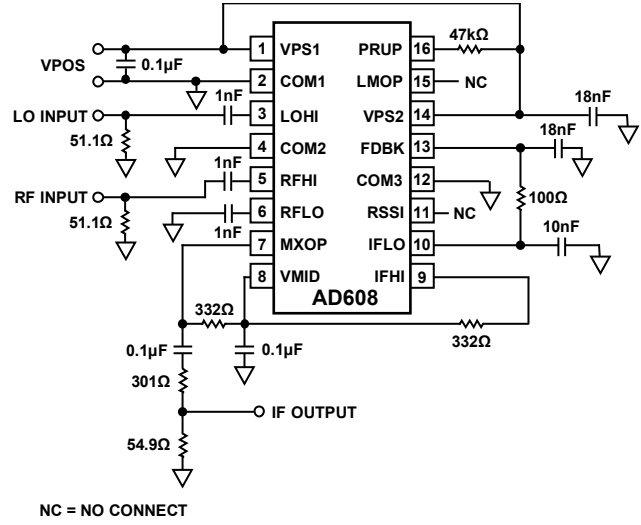 47kΩ
VPOS
0.1µF
1 VPS1 PRUP 16
2 COM1 LMOP 15 NC
1nF
LO INPUT
3 LOHI VPS2 14
18nF
51.1Ω
4 COM2 FDBK 13
18nF
1nF
RF INPUT
5 RFHI COM3 12
100Ω
51.1Ω
6 RFLO RSSI 11 NC
1nF
7 MXOP IFLO 10
10nF
8 VMID IFHI 9
AD608
332Ω
332Ω
0.1µF
0.1µF
301Ω
IF OUTPUT
54.9Ω
NC = NO CONNECT